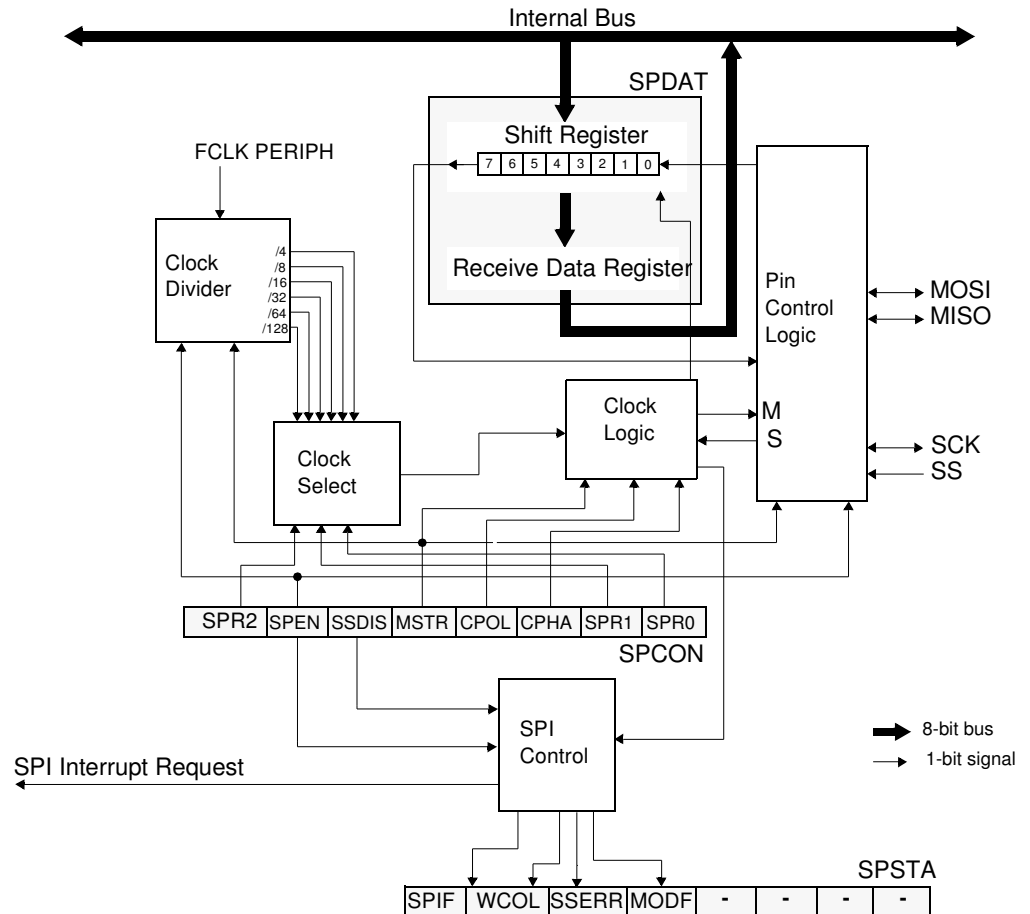 Internal Bus
SPDAT
Shift Register
7 6 5 4 3 2 1 0
FCLK PERIPH
Clock
Divider
/4
/8
/16
/32
/64
/128
Receive Data Register
Pin
Control
Logic
MOSI
MISO
Clock
Logic
M
S
SCK
SS
Clock
Select
SPR2 SPEN SSDIS MSTR CPOL CPHA SPR1 SPR0
SPCON
SPI
Control
8-bit bus
1-bit signal
SPI Interrupt Request
SPSTA
SPIF WCOL SSERR MODF - - - -